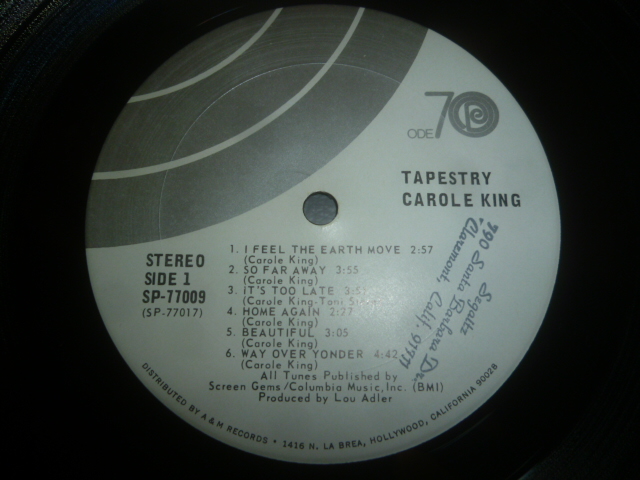 ODE 70
TAPESTRY
CAROLE KING
STEREO
SIDE 1
SP-77009
(SP-77017)
1. I FEEL THE EARTH MOVE 2:57
(Carole King)
2. SO FAR AWAY 3:55
(Carole King)
3. IT'S TOO LATE
(Carole King-Toni
4. HOME AGAIN 2:27
(Carole King)
5. BEAUTIFUL 3:05
(Carole King)
6. WAY OVER YONDER 4:42
(Carole King)
All Tunes Published by
Screen Gems/Columbia Music, Inc. (BMI)
Produced by Lou Adler
DISTRIBUTED BY A & M RECORDS • 1416 N. LA BREA, HOLLYWOOD, CALIFORNIA 90028
Segaltz
790 Santa Barbara Dr.
Claremont, Calif. 91711